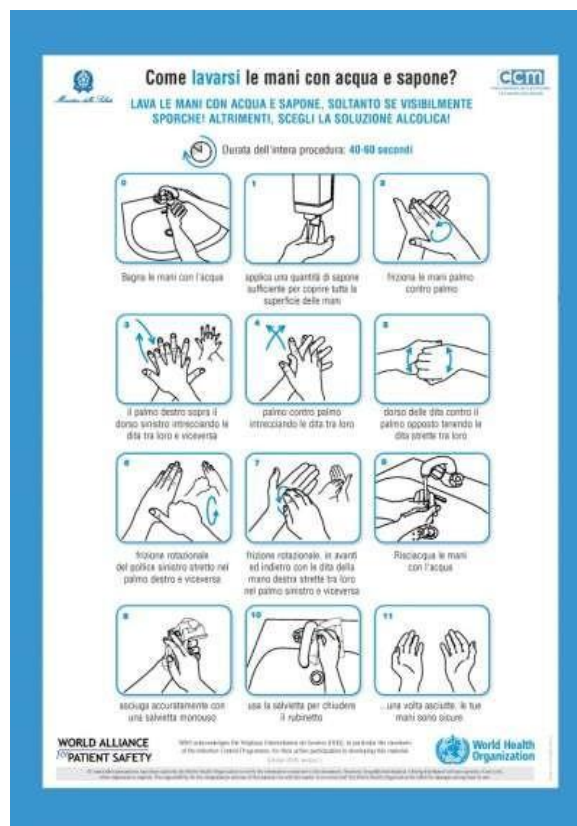 Come lavarsi le mani con acqua e sapone?
Ministero della Salute
ccm
LAVA LE MANI CON ACQUA E SAPONE, SOLTANTO SE VISIBILMENTE
SPORCHE! ALTRIMENTI, SCEGLI LA SOLUZIONE ALCOLICA!
Durata dell'intera procedura: 40-60 secondi
0
1
2
Bagna le mani con l'acqua
applica una quantità di sapone
sufficiente per coprire tutta la
superficie delle mani
friziona le mani palmo
contro palmo
3
4
5
il palmo destro sopra il
dorso sinistro intrecciando le
dita tra loro e viceversa
palmo contro palmo
intrecciando le dita tra loro
dorso delle dita contro il
palmo opposto tenendo le
dita strette tra loro
6
7
8
frizione rotazionale
del pollice sinistro stretto nel
palmo destro e viceversa
frizione rotazionale, in avanti
ed indietro con le dita della
mano destra strette tra loro
nel palmo sinistro e viceversa
Risciacqua le mani
con l'acqua
9
10
11
asciuga accuratamente con
una salvietta monouso
usa la salvietta per chiudere
il rubinetto
...una volta asciutte, le tue
mani sono sicure.
WORLD ALLIANCE
for PATIENT SAFETY
World Health
Organization